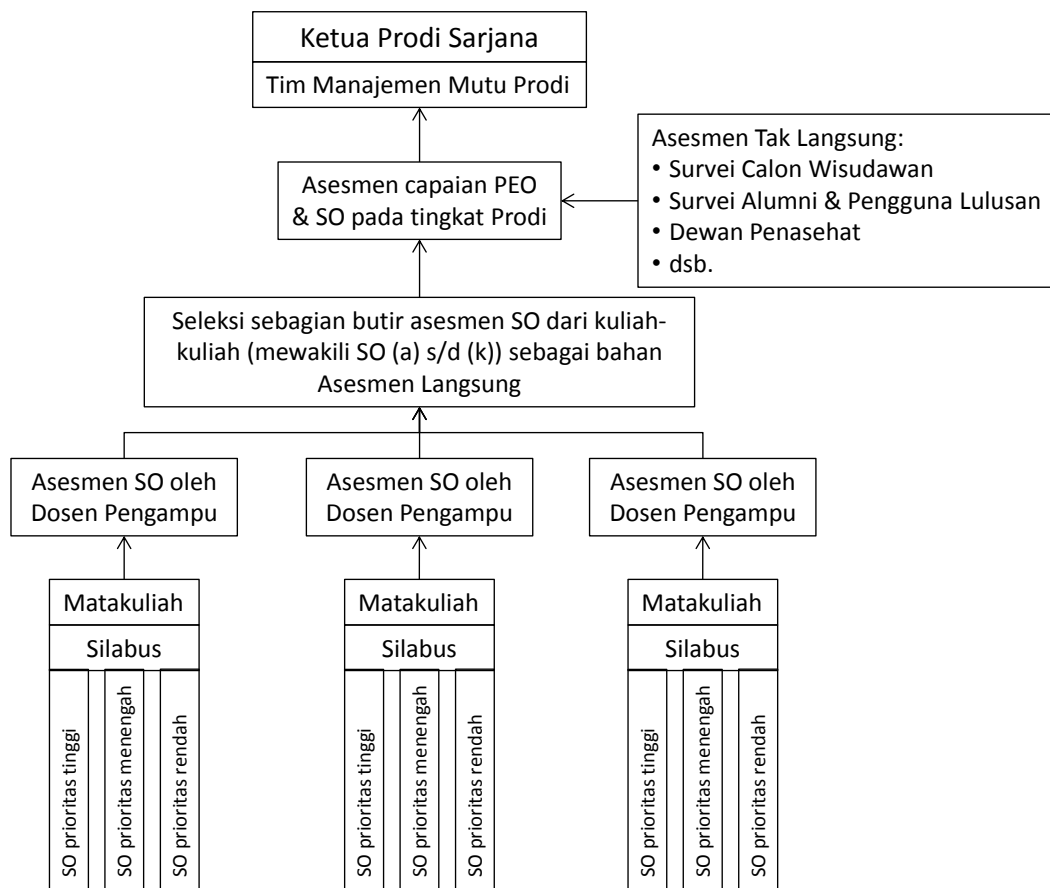 Ketua Prodi Sarjana
Tim Manajemen Mutu Prodi
Asesmen Tak Langsung:
• Survei Calon Wisudawan
• Survei Alumni & Pengguna Lulusan
• Dewan Penasehat
• dsb.
Asesmen capaian PEO
& SO pada tingkat Prodi
Seleksi sebagian butir asesmen SO dari kuliah-
kuliah (mewakili SO (a) s/d (k)) sebagai bahan
Asesmen Langsung
Asesmen SO oleh
Dosen Pengampu
Asesmen SO oleh
Dosen Pengampu
Asesmen SO oleh
Dosen Pengampu
Matakuliah
Silabus
SO prioritas tinggi
SO prioritas menengah
SO prioritas rendah
Matakuliah
Silabus
SO prioritas tinggi
SO prioritas menengah
SO prioritas rendah
Matakuliah
Silabus
SO prioritas tinggi
SO prioritas menengah
SO prioritas rendah